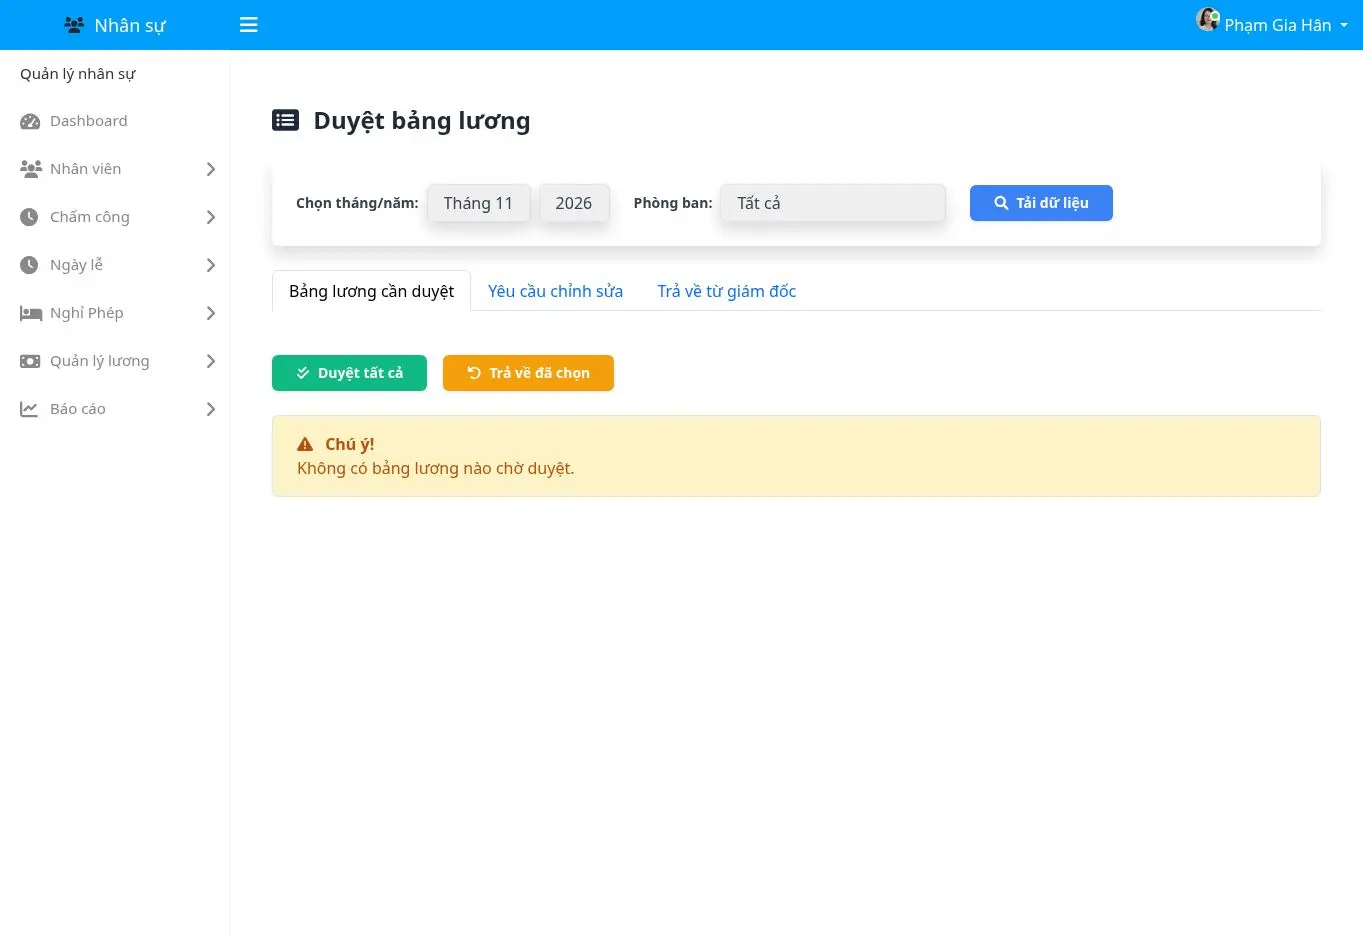 Nhân sự
Phạm Gia Hân
Quản lý nhân sự
Dashboard
Nhân viên
Chấm công
Ngày lễ
Nghỉ Phép
Quản lý lương
Báo cáo
Duyệt bảng lương
Chọn tháng/năm: Tháng 11 2026 Phòng ban: Tất cả Tải dữ liệu
Bảng lương cần duyệt Yêu cầu chỉnh sửa Trả về từ giám đốc
Duyệt tất cả Trả về đã chọn
Chú ý!
Không có bảng lương nào chờ duyệt.